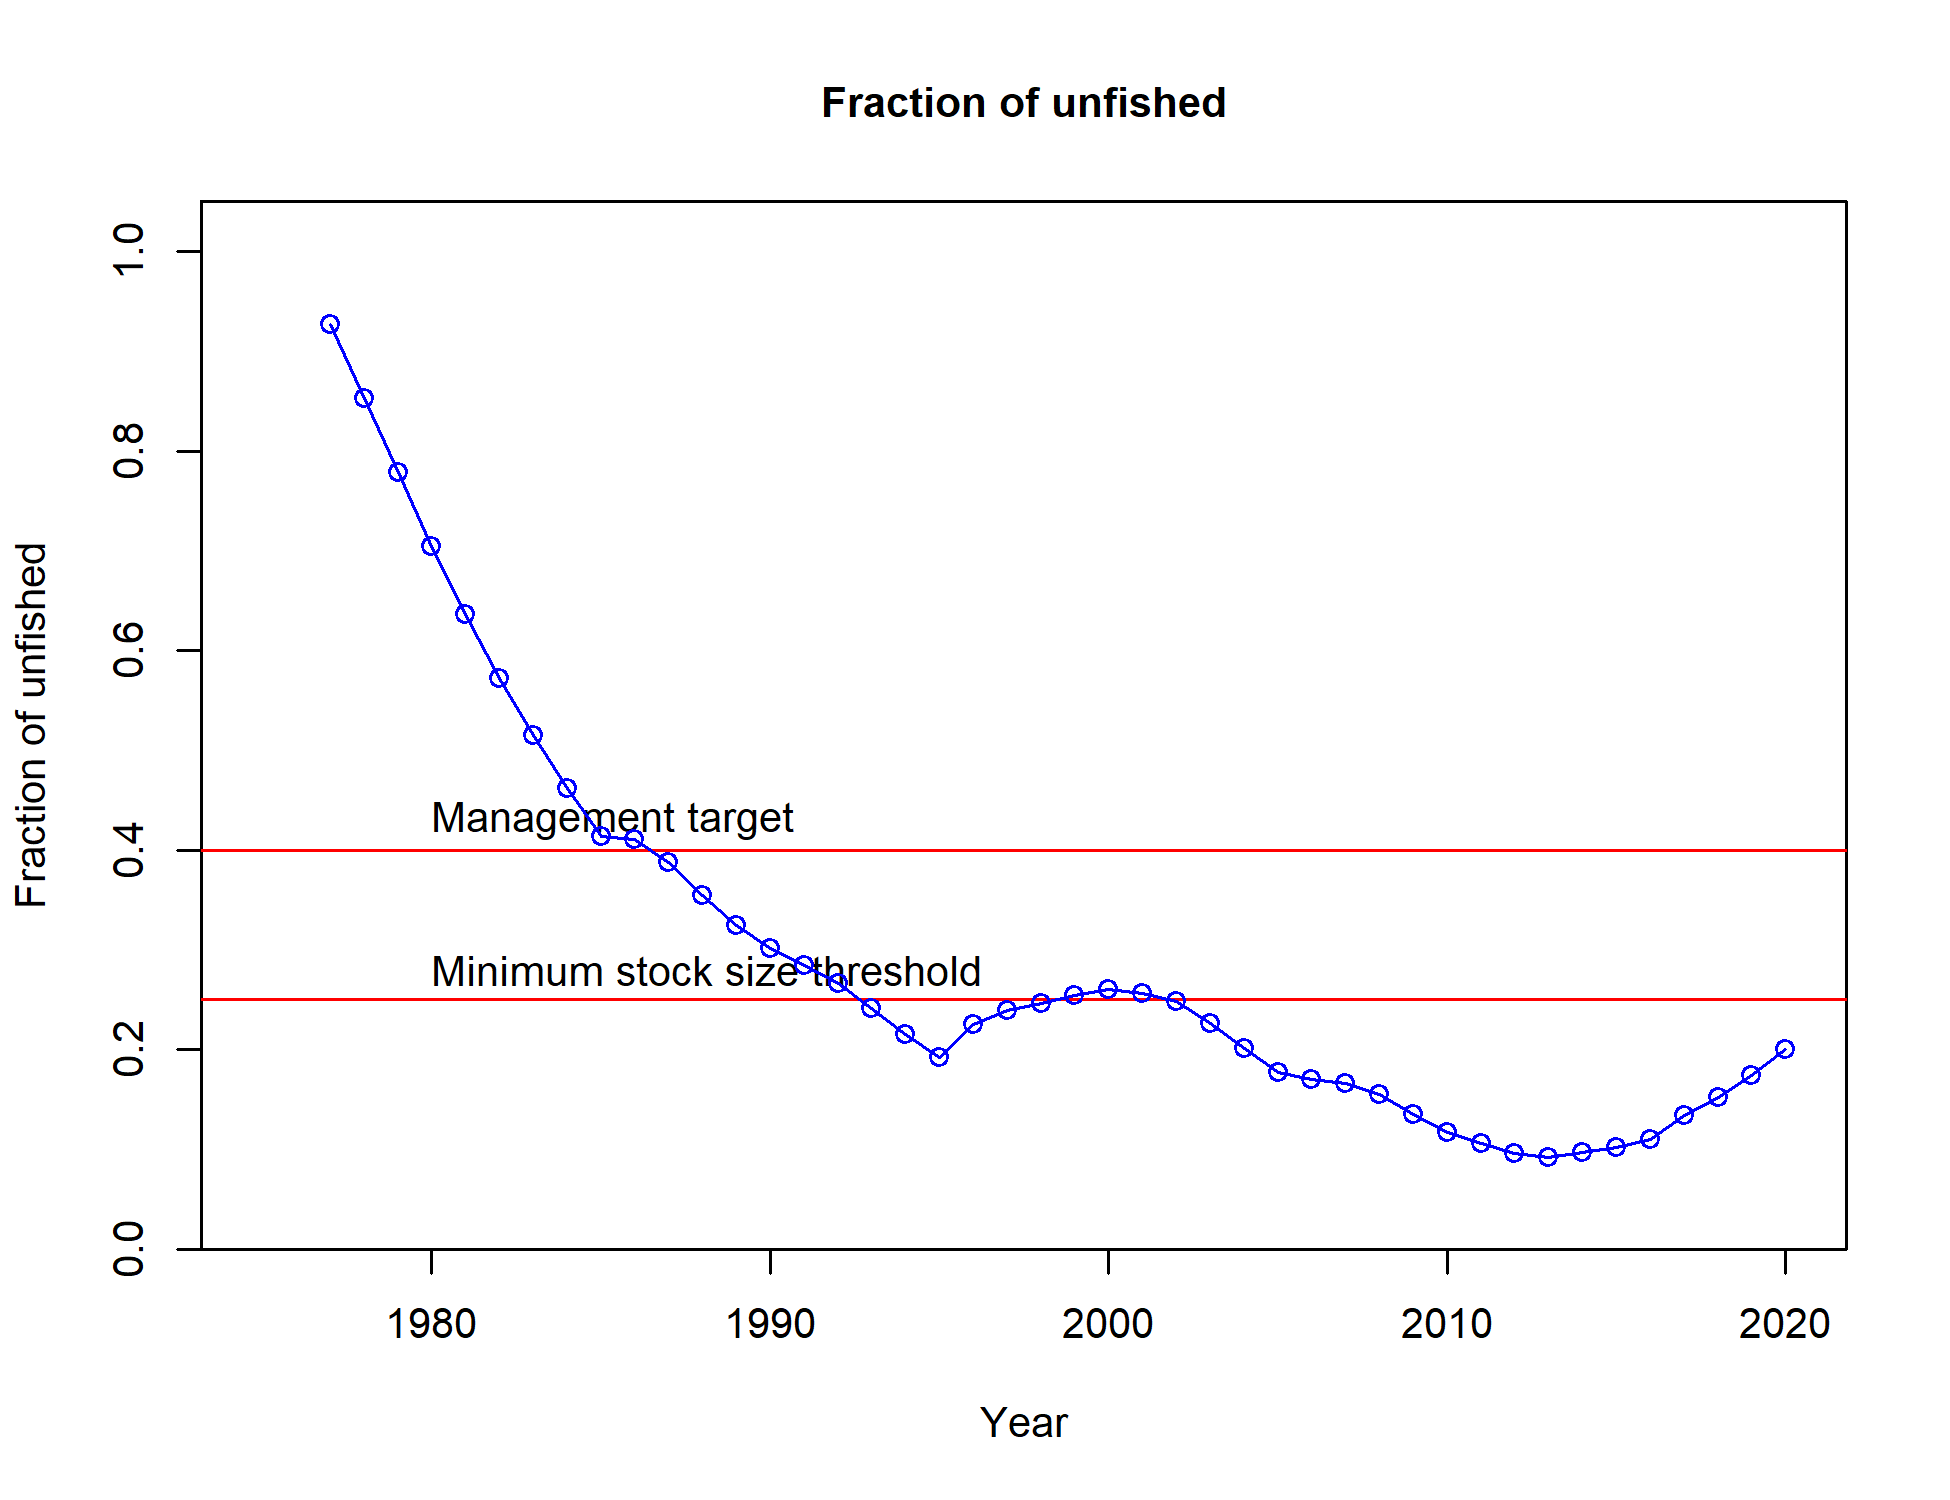 Fraction of unfished
Fraction of unfished
1.0
0.8
0.6
0.4
0.2
0.0
Management target
Minimum stock size threshold
1980 1990 2000 2010 2020
Year